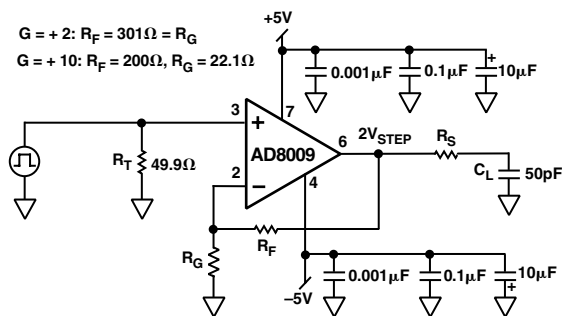 G = + 2: R_F = 301Ω = R_G
G = + 10: R_F = 200Ω, R_G = 22.1Ω
+5V
+
0.001μF
0.1μF
10μF
3
7
+
AD8009
6
2V_STEP
R_S
R_T
49.9Ω
2
–
4
C_L
50pF
R_F
R_G
–5V
0.001μF
0.1μF
10μF
+